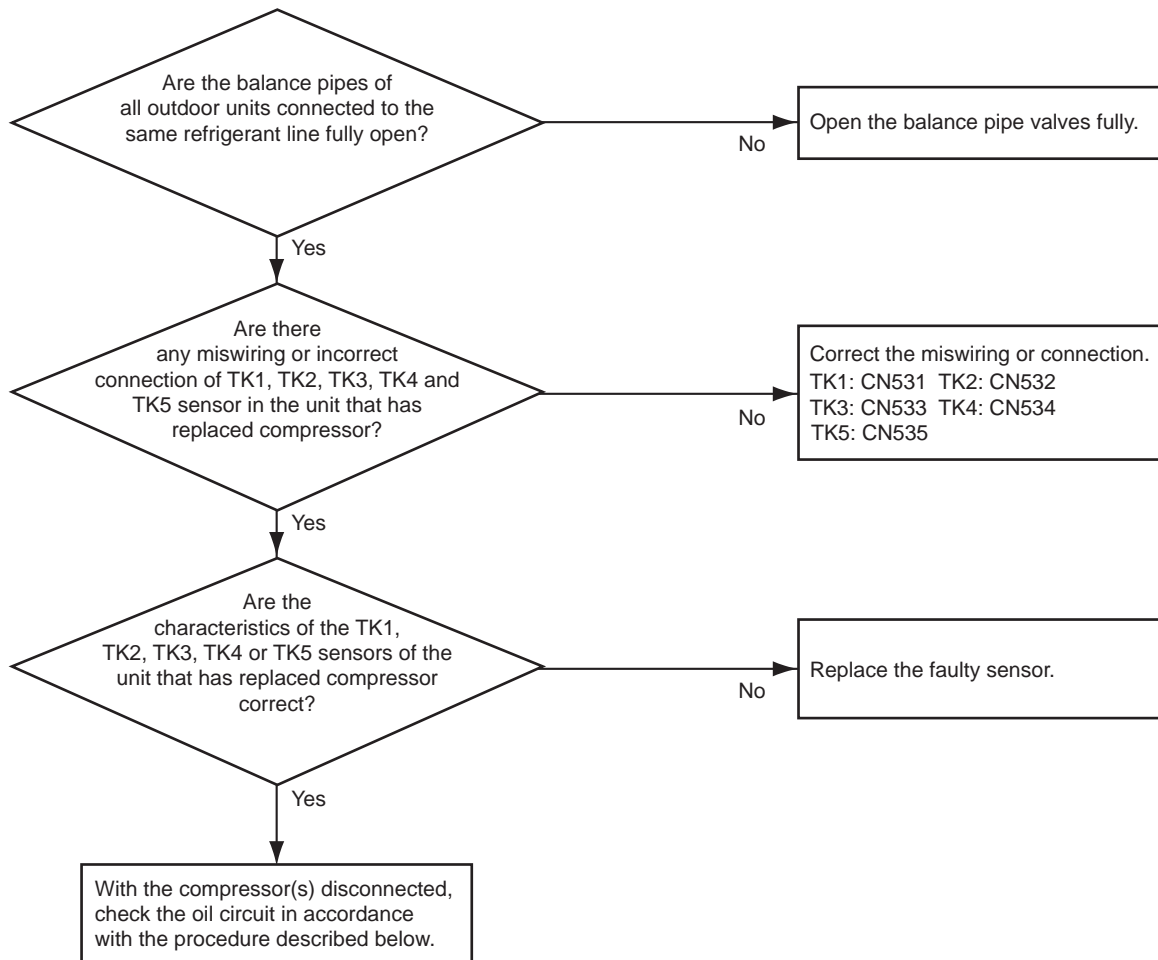 Are the balance pipes of
all outdoor units connected to the
same refrigerant line fully open?
No
Open the balance pipe valves fully.
Yes
Are there
any miswiring or incorrect
connection of TK1, TK2, TK3, TK4 and
TK5 sensor in the unit that has
replaced compressor?
No
Correct the miswiring or connection.
TK1: CN531 TK2: CN532
TK3: CN533 TK4: CN534
TK5: CN535
Yes
Are the
characteristics of the TK1,
TK2, TK3, TK4 or TK5 sensors of the
unit that has replaced compressor
correct?
No
Replace the faulty sensor.
Yes
With the compressor(s) disconnected,
check the oil circuit in accordance
with the procedure described below.